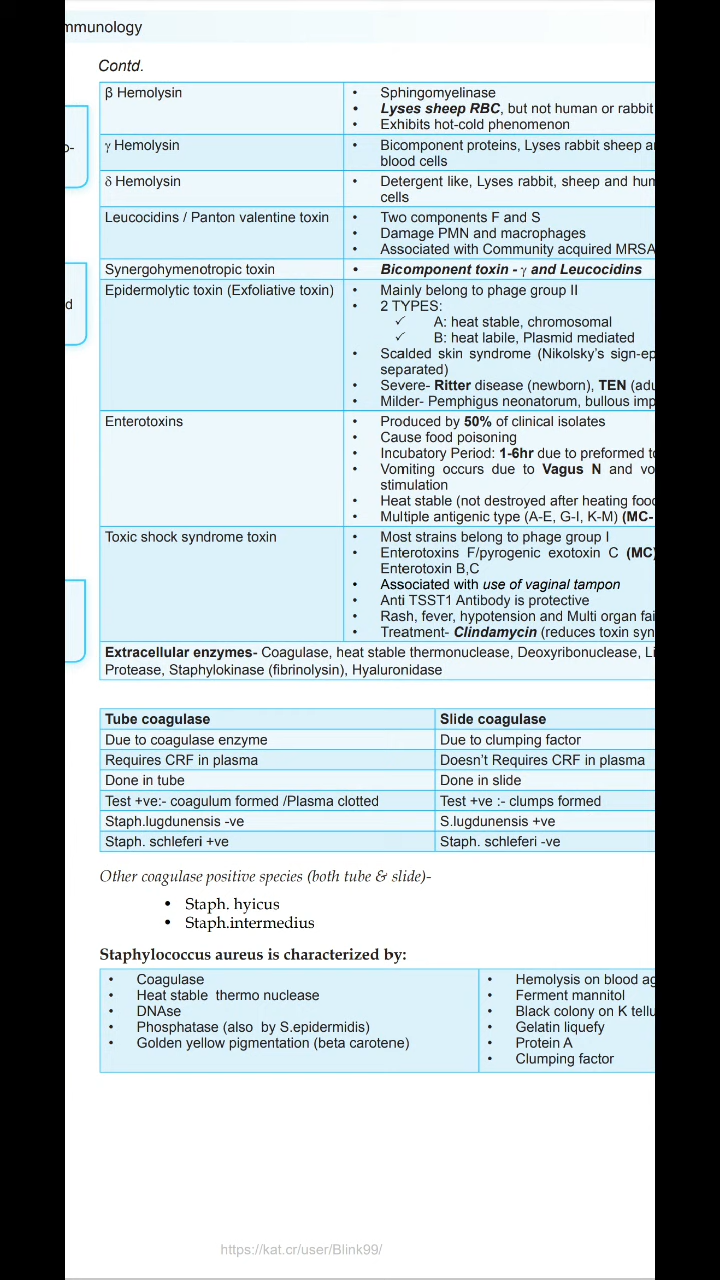 mmunology
Contd.
β Hemolysin
• Sphingomyelinase
• Lyses sheep RBC, but not human or rabbit
• Exhibits hot-cold phenomenon
o-
γ Hemolysin
• Bicomponent proteins, Lyses rabbit sheep
blood cells
δ Hemolysin
• Detergent like, Lyses rabbit, sheep and
cells
Leucocidins / Panton valentine toxin
• Two components F and S
• Damage PMN and macrophages
• Associated with Community acquired MRSA
Synergohymenotropic toxin
• Bicomponent toxin - γ and Leucocidins
Epidermolytic toxin (Exfoliative toxin)
• Mainly belong to phage group II
d
• 2 TYPES:
✓ A: heat stable, chromosomal
✓ B: heat labile, Plasmid mediated
• Scalded skin syndrome (Nikolsky's sign-ep
separated)
• Severe- Ritter disease (newborn), TEN (adu
• Milder- Pemphigus neonatorum, bullous imp
Enterotoxins
• Produced by 50% of clinical isolates
• Cause food poisoning
• Incubatory Period: 1-6hr due to preformed to
• Vomiting occurs due to Vagus N and vo
stimulation
• Heat stable (not destroyed after heating food
• Multiple antigenic type (A-E, G-I, K-M) (MC-
Toxic shock syndrome toxin
• Most strains belong to phage group I
• Enterotoxins F/pyrogenic exotoxin C (MC)
Enterotoxin B,C
• Associated with use of vaginal tampon
• Anti TSST1 Antibody is protective
• Rash, fever, hypotension and Multi organ fai
• Treatment- Clindamycin (reduces toxin syn
Extracellular enzymes- Coagulase, heat stable thermonuclease, Deoxyribonuclease, Li
Protease, Staphylokinase (fibrinolysin), Hyaluronidase
Tube coagulase Slide coagulase
Due to coagulase enzyme Due to clumping factor
Requires CRF in plasma Doesn't Requires CRF in plasma
Done in tube Done in slide
Test +ve:- coagulum formed /Plasma clotted Test +ve :- clumps formed
Staph.lugdunensis -ve S.lugdunensis +ve
Staph. schleferi +ve Staph. schleferi -ve
Other coagulase positive species (both tube & slide)-
• Staph. hyicus
• Staph.intermedius
Staphylococcus aureus is characterized by:
• Coagulase
• Heat stable thermo nuclease
• DNAse
• Phosphatase (also by S.epidermidis)
• Golden yellow pigmentation (beta carotene)
• Hemolysis on blood ag
• Ferment mannitol
• Black colony on K tellu
• Gelatin liquefy
• Protein A
• Clumping factor
https://kat.cr/user/Blink99/